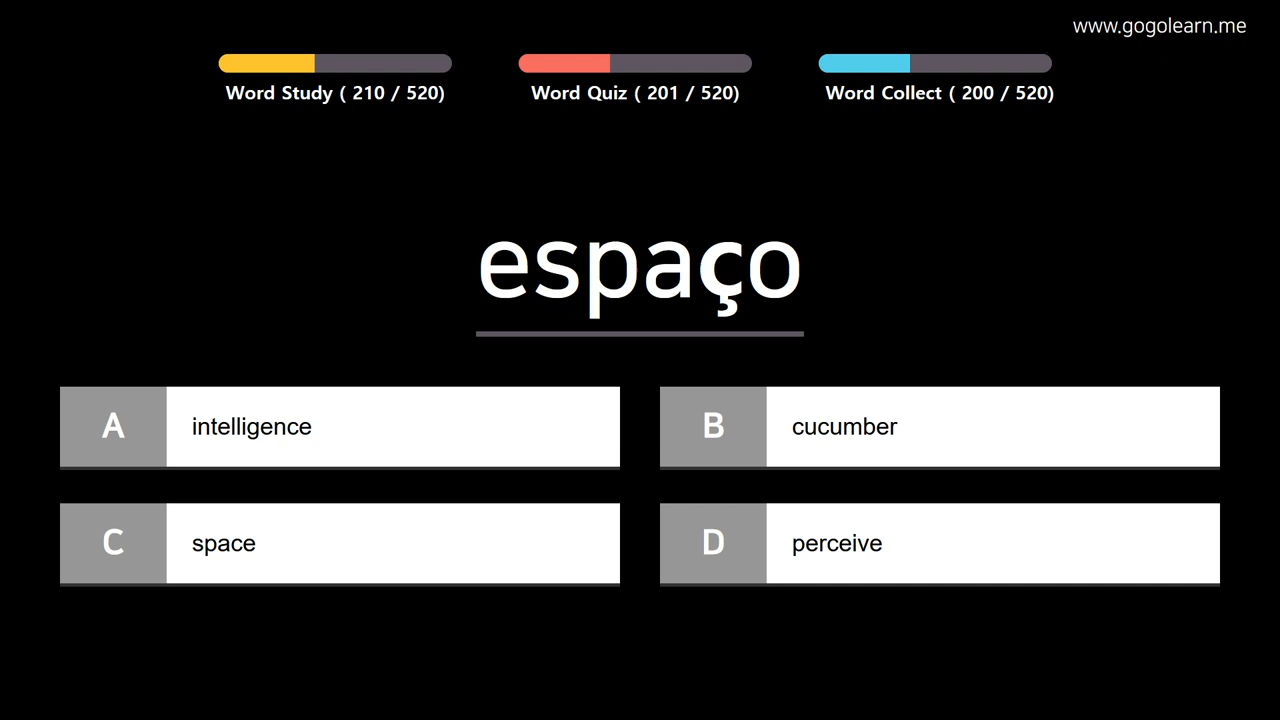 www.gogolearn.me
Word Study ( 210 / 520)
Word Quiz ( 201 / 520)
Word Collect ( 200 / 520)
espaço
A intelligence
B cucumber
C space
D perceive